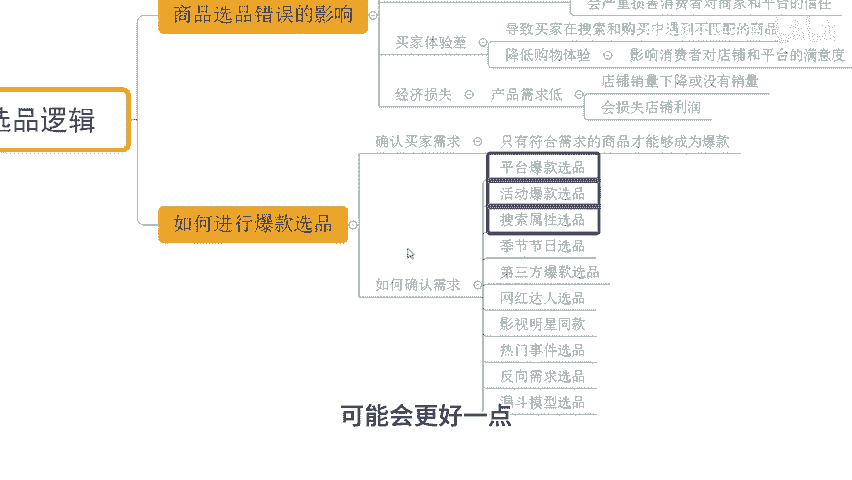 会严重损害消费者对商家和平台的信任
商品选品错误的影响
买家体验差
导致买家在搜索和购买中遇到不匹配的商品
降低购物体验
影响消费者对店铺和平台的满意度
经济损失
产品需求低
店铺销量下降或没有销量
会损失店铺利润
选品逻辑
如何进行爆款选品
确认买家需求
只有符合需求的商品才能够成为爆款
如何确认需求
平台爆款选品
活动爆款选品
搜索属性选品
季节节日选品
第三方爆款选品
网红达人选品
影视明星同款
热门事件选品
反向需求选品
漏斗模型选品
可能会更好一点